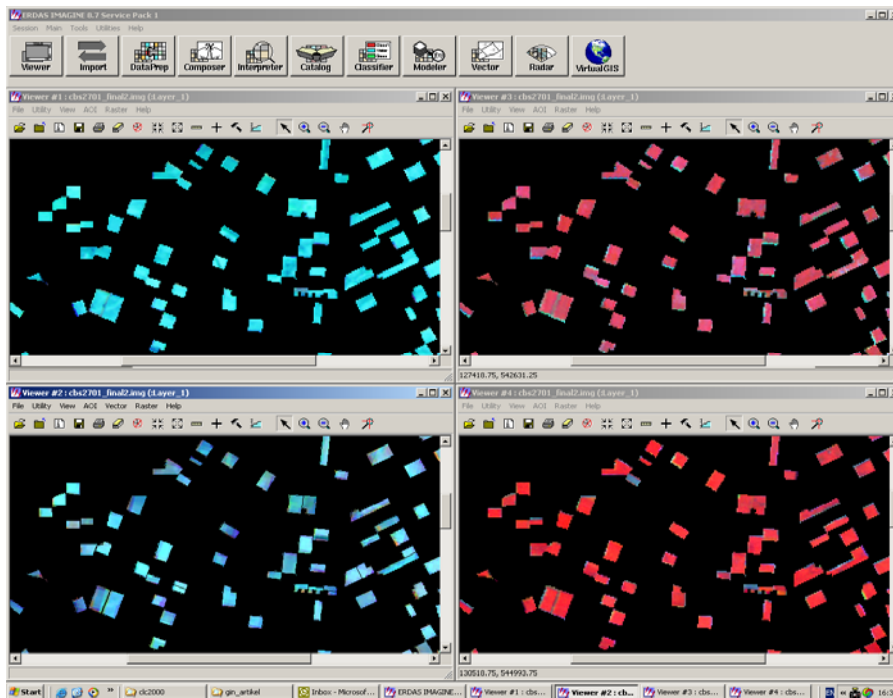 ERDAS IMAGINE 8.7 Service Pack 1
Session Main Tools Utilities Help
Viewer Import DataPrep Composer Interpreter Catalog Classifier Modeler Vector Radar VirtualGIS
Viewer #1 : cbs2701_final2.img (:Layer_1)
File Utility View AOI Raster Help
Viewer #3 : cbs2701_final2.img (:Layer_1)
File Utility View AOI Raster Help
127410.75, 542631.25
Viewer #2 : cbs2701_final2.img (:Layer_1)
File Utility View AOI Vector Raster Help
Viewer #4 : cbs2701_final2.img (:Layer_1)
File Utility View AOI Raster Help
130510.75, 544993.75
Start clc2000 gin_artikel Inbox - Microsof... ERDAS IMAGINE... Viewer #1 : cbs... Viewer #2 : cb... Viewer #3 : cbs... Viewer #4 : cbs... EN